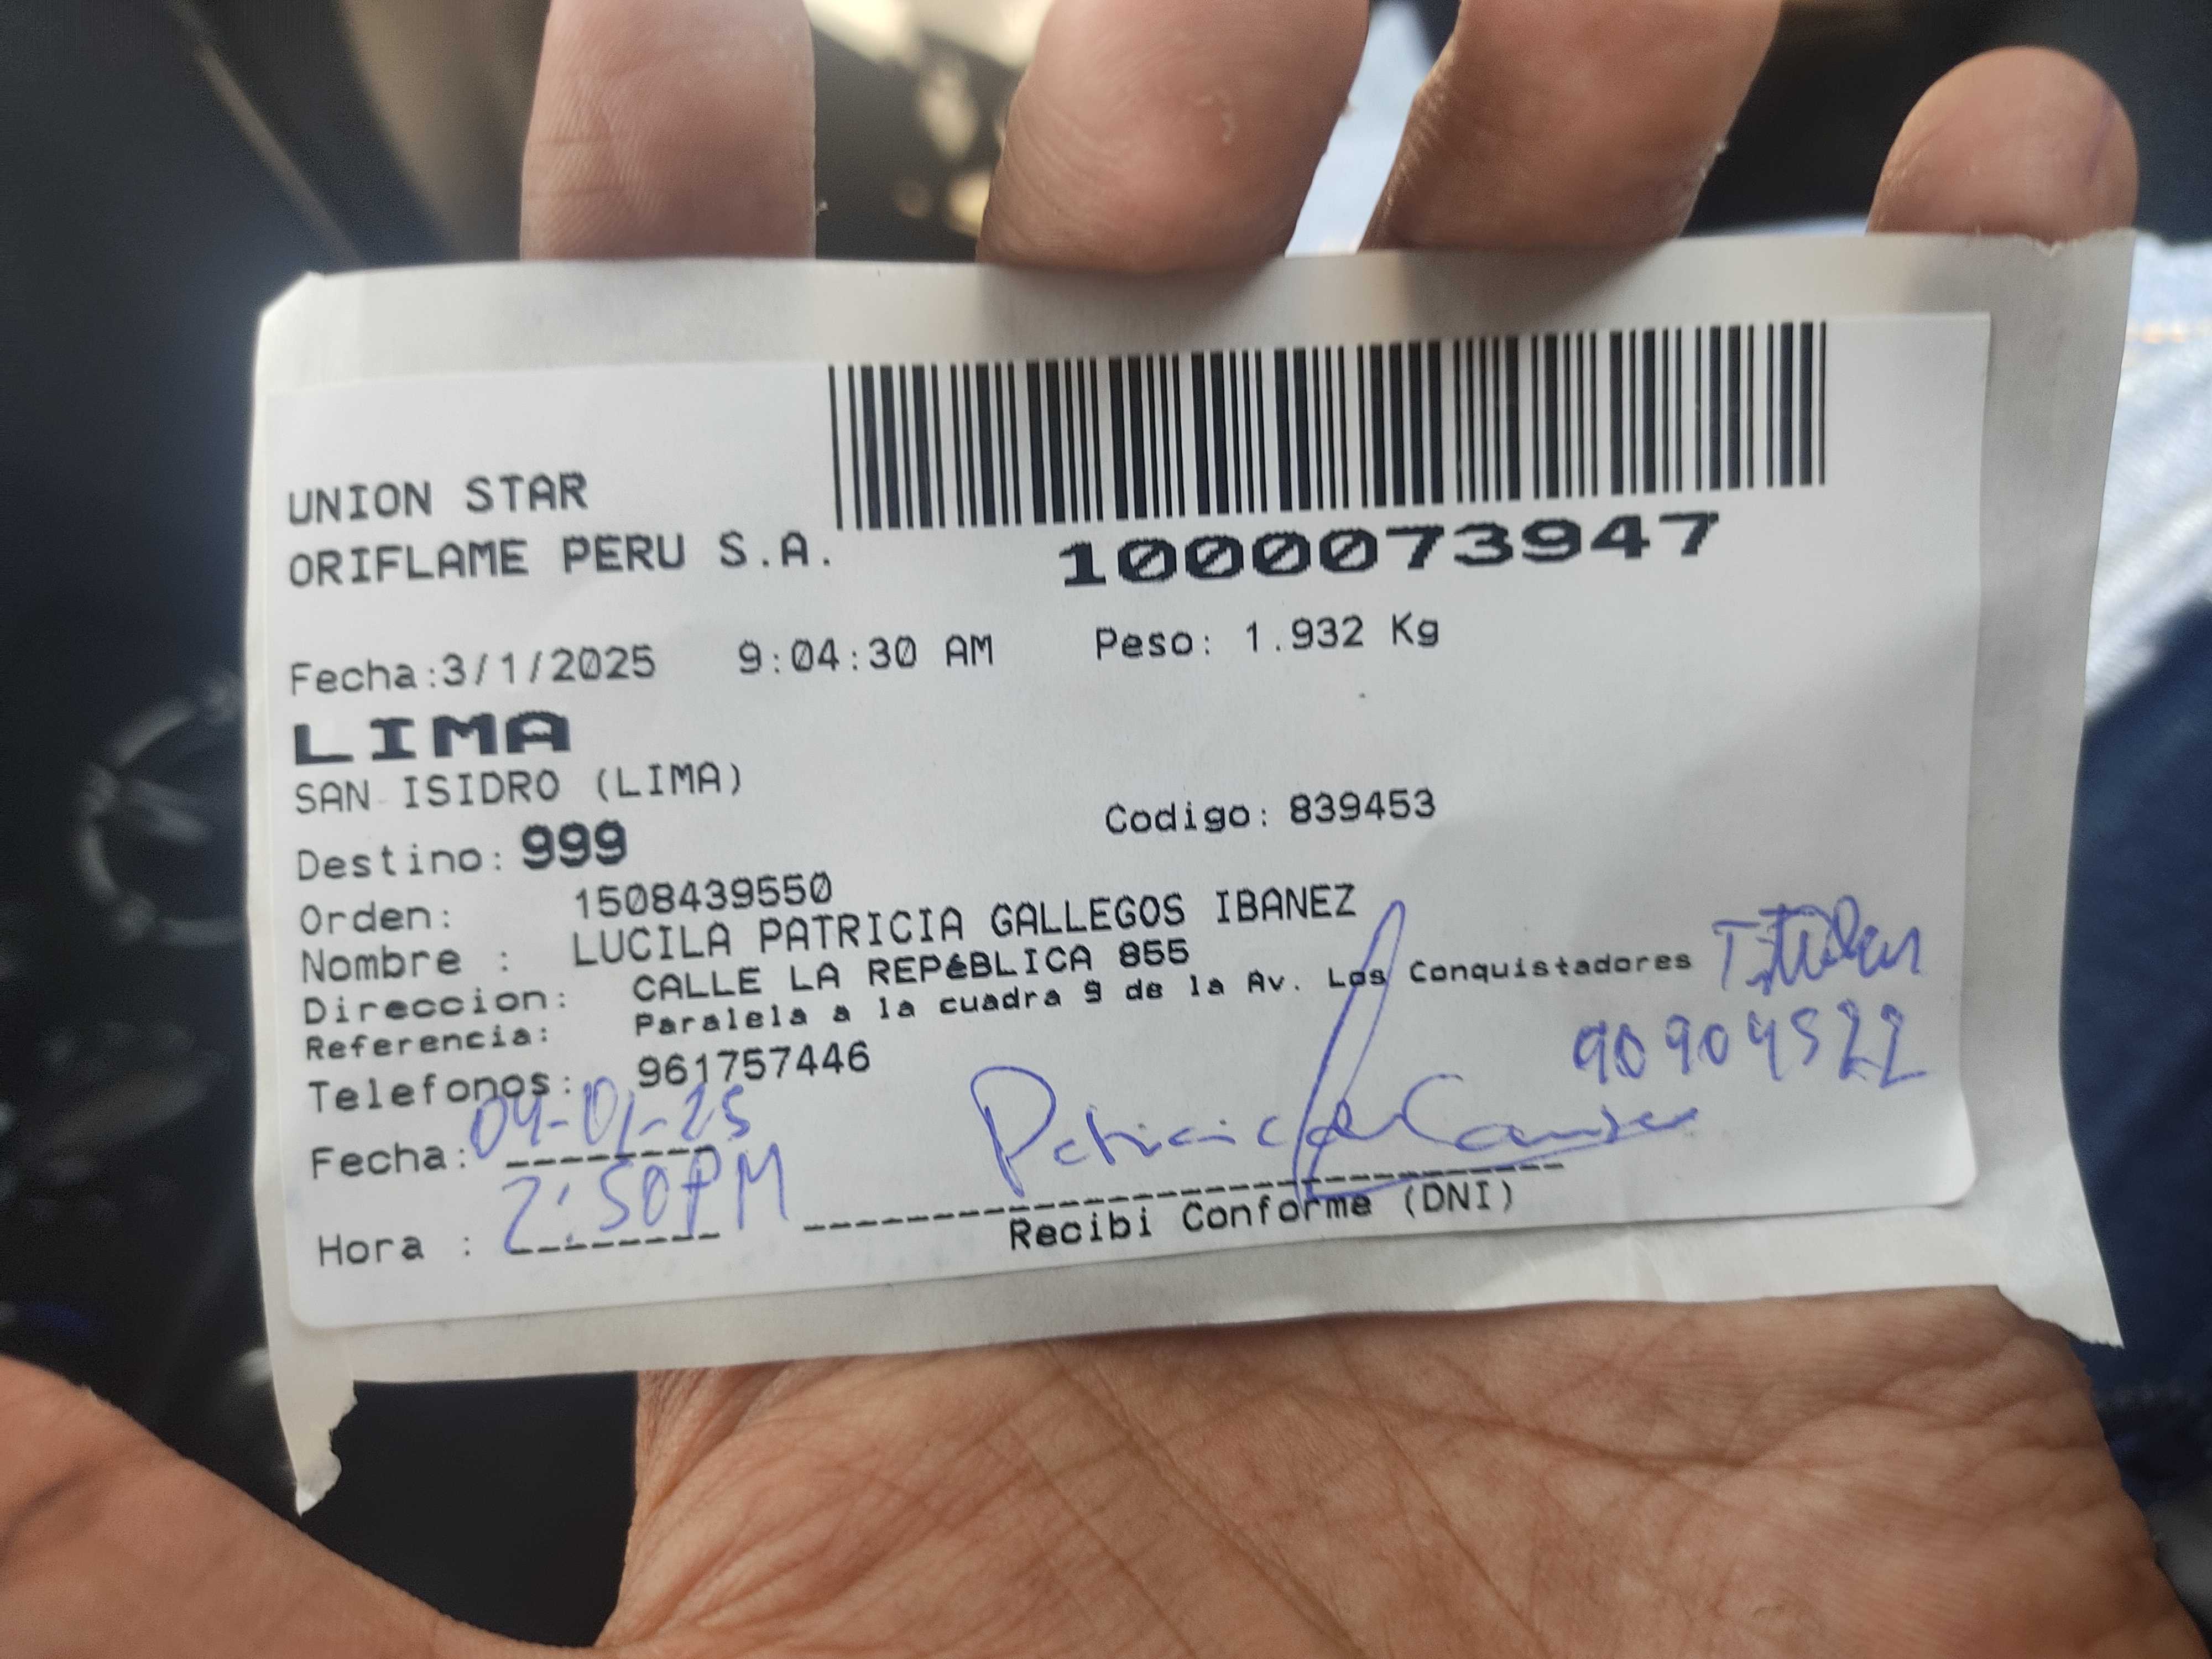 UNION STAR
ORIFLAME PERU S.A.
1000073947
Fecha:3/1/2025 9:04:30 AM Peso: 1.932 Kg
LIMA
SAN ISIDRO (LIMA)
Destino: 999 Codigo: 839453
Orden: 1508439550
Nombre : LUCILA PATRICIA GALLEGOS IBANEZ
Direccion: CALLE LA REPéBLICA 855
Referencia: Paralela a la cuadra 9 de la Av. Los Conquistadores
Titular
90904522
Telefonos: 961757446
Fecha: 04-01-25
Patricia
Hora : 2:50PM
Recibi Conforme (DNI)